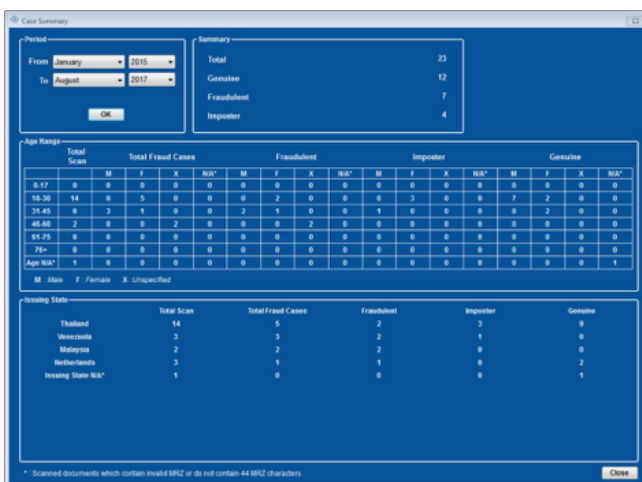 Case Summary
Period
From January 2015
To August 2017
OK
Summary
Total 23
Genuine 12
Fraudulent 7
Imposter 4
Age Range
Total Scan Total Fraud Cases Fraudulent Imposter Genuine
M F X N/A* M F X N/A* M F X N/A* M F X N/A*
0-17 0 0 0 0 0 0 0 0 0 0 0 0 0 0 0 0 0
18-30 14 0 5 0 0 0 2 0 0 0 3 0 0 7 2 0 0
31-45 6 3 1 0 0 2 1 0 0 1 0 0 0 0 2 0 0
46-60 2 0 0 2 0 0 0 2 0 0 0 0 0 0 0 0 0
61-75 0 0 0 0 0 0 0 0 0 0 0 0 0 0 0 0 0
76+ 0 0 0 0 0 0 0 0 0 0 0 0 0 0 0 0 0
Age N/A* 1 0 0 0 0 0 0 0 0 0 0 0 0 0 0 0 1
M : Male F : Female X : Unspecified
Issuing State
Total Scan Total Fraud Cases Fraudulent Imposter Genuine
Thailand 14 5 2 3 9
Venezuela 3 3 2 1 0
Malaysia 2 2 2 0 0
Netherlands 3 1 1 0 2
Issuing State N/A* 1 0 0 0 1
* : Scanned documents which contain invalid MRZ or do not contain 44 MRZ characters
Close